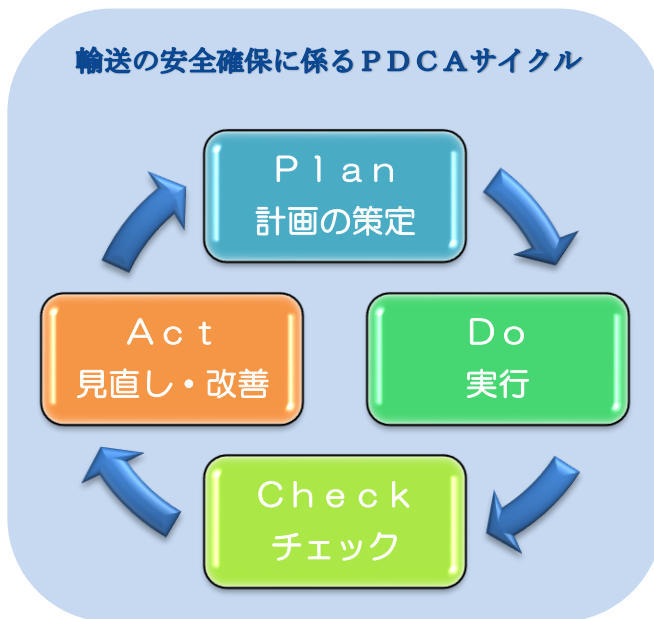 輸送の安全確保に係るＰＤＣＡサイクル
Ｐｌａｎ
計画の策定
Ｄｏ
実行
Ｃｈｅｃｋ
チェック
Ａｃｔ
見直し・改善